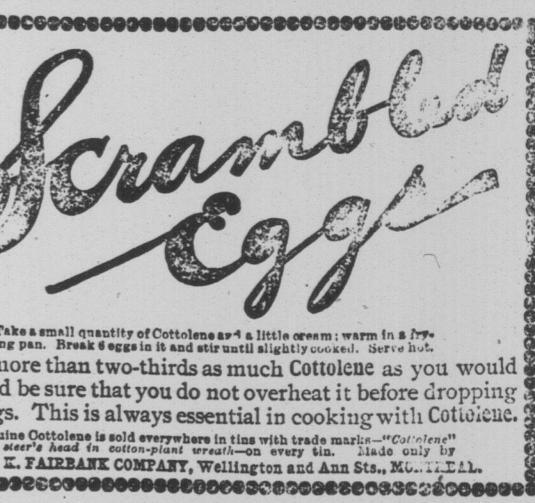 Scrambled
Eggs
Take a small quantity of Cottolene and a little cream; warm in a fry-
ng pan. Break 6 eggs in it and stir until slightly cooked. Serve hot.
more than two-thirds as much Cottolene as you would
d be sure that you do not overheat it before dropping
gs. This is always essential in cooking with Cottolene.
uine Cottolene is sold everywhere in tins with trade marks—"Cottolene"
steer's head in cotton-plant wreath—on every tin. Made only by
K. FAIRBANK COMPANY, Wellington and Ann Sts., MONTREAL.